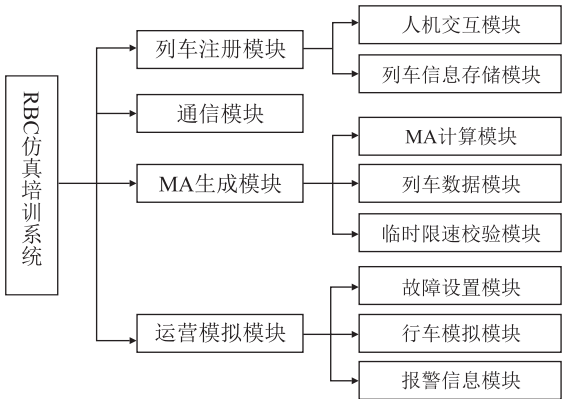 RBC仿真培训系统
列车注册模块
人机交互模块
列车信息存储模块
通信模块
MA生成模块
MA计算模块
列车数据模块
临时限速校验模块
运营模拟模块
故障设置模块
行车模拟模块
报警信息模块